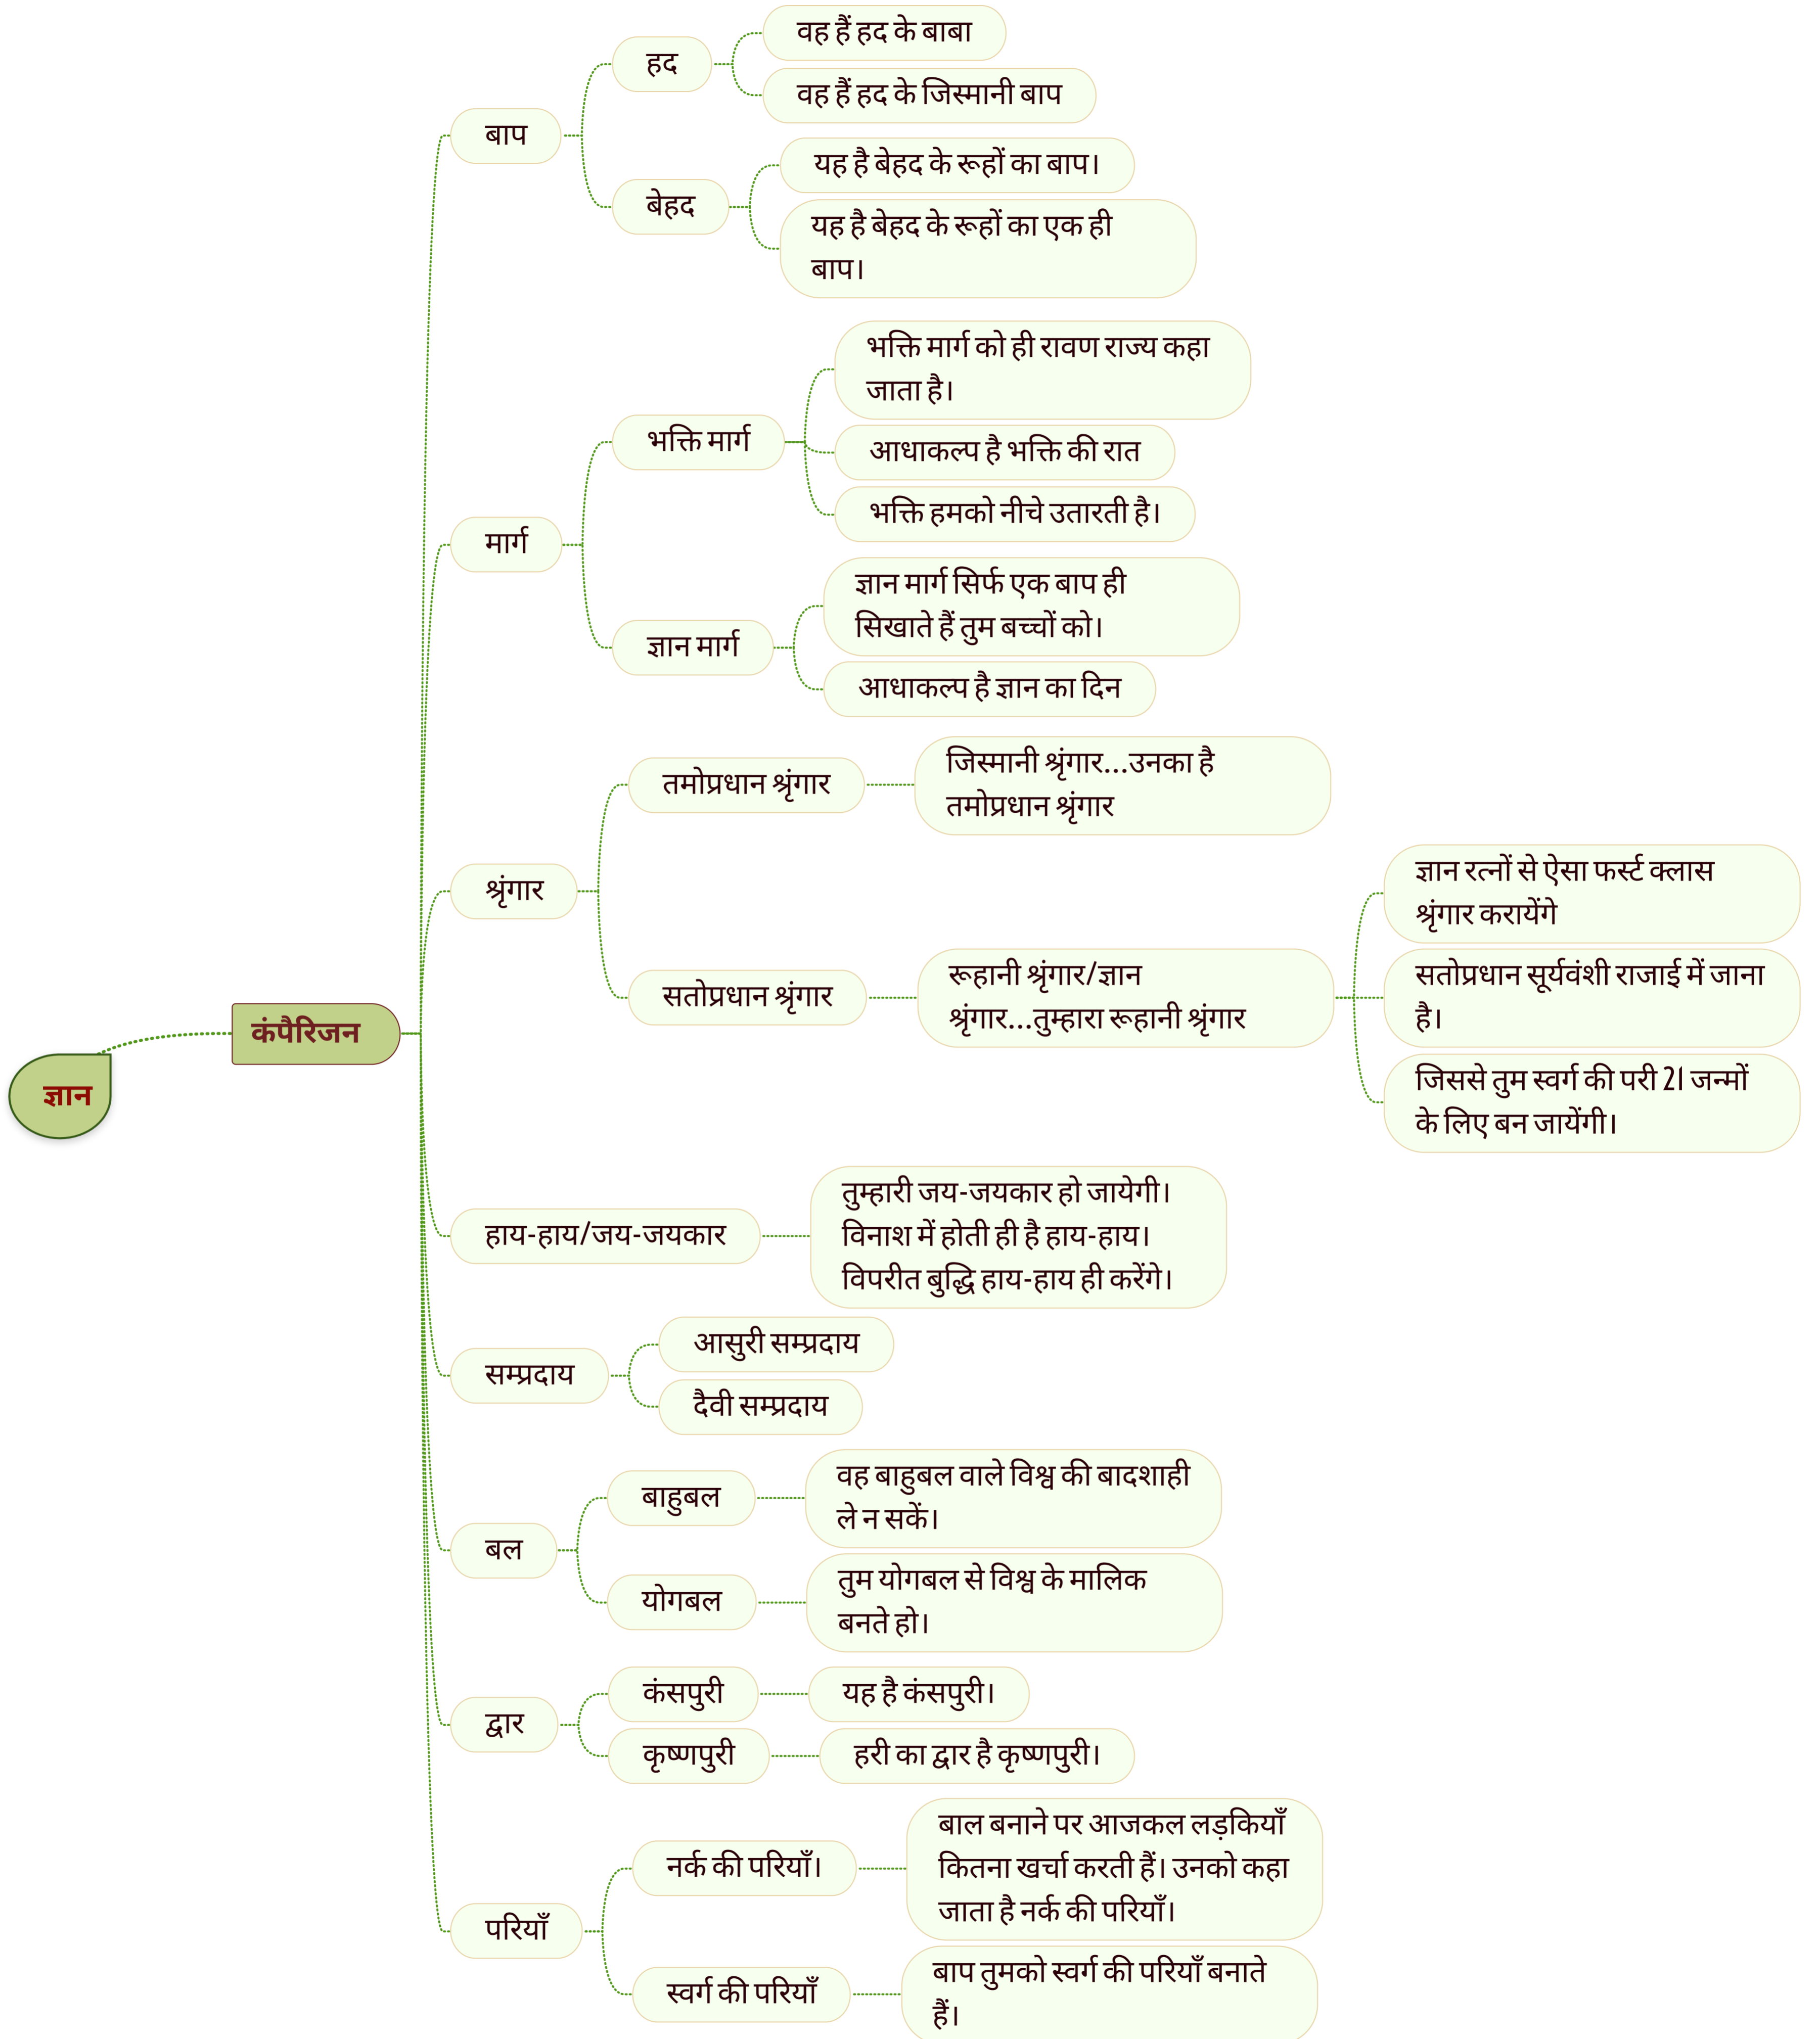 ज्ञान
कंपैरिजन
बाप
हद
वह हैं हद के बाबा
वह हैं हद के जिस्मानी बाप
बेहद
यह है बेहद के रूहों का बाप।
यह है बेहद के रूहों का एक ही
बाप।
मार्ग
भक्ति मार्ग
भक्ति मार्ग को ही रावण राज्य कहा
जाता है।
आधाकल्प है भक्ति की रात
भक्ति हमको नीचे उतारती है।
ज्ञान मार्ग
ज्ञान मार्ग सिर्फ एक बाप ही
सिखाते हैं तुम बच्चों को।
आधाकल्प है ज्ञान का दिन
श्रृंगार
तमोप्रधान श्रृंगार
जिस्मानी श्रृंगार...उनका है
तमोप्रधान श्रृंगार
सतोप्रधान श्रृंगार
रूहानी श्रृंगार/ज्ञान
श्रृंगार...तुम्हारा रूहानी श्रृंगार
ज्ञान रत्नों से ऐसा फर्स्ट क्लास
श्रृंगार करायेंगे
सतोप्रधान सूर्यवंशी राजाई में जाना
है।
जिससे तुम स्वर्ग की परी 21 जन्मों
के लिए बन जायेंगी।
हाय-हाय/जय-जयकार
तुम्हारी जय-जयकार हो जायेगी।
विनाश में होती ही है हाय-हाय।
विपरीत बुद्धि हाय-हाय ही करेंगे।
सम्प्रदाय
आसुरी सम्प्रदाय
दैवी सम्प्रदाय
बल
बाहुबल
वह बाहुबल वाले विश्व की बादशाही
ले न सकें।
योगबल
तुम योगबल से विश्व के मालिक
बनते हो।
द्वार
कंसपुरी
यह है कंसपुरी।
कृष्णपुरी
हरी का द्वार है कृष्णपुरी।
परियाँ
नर्क की परियाँ।
बाल बनाने पर आजकल लड़कियाँ
कितना खर्चा करती हैं। उनको कहा
जाता है नर्क की परियाँ।
स्वर्ग की परियाँ
बाप तुमको स्वर्ग की परियाँ बनाते
हैं।